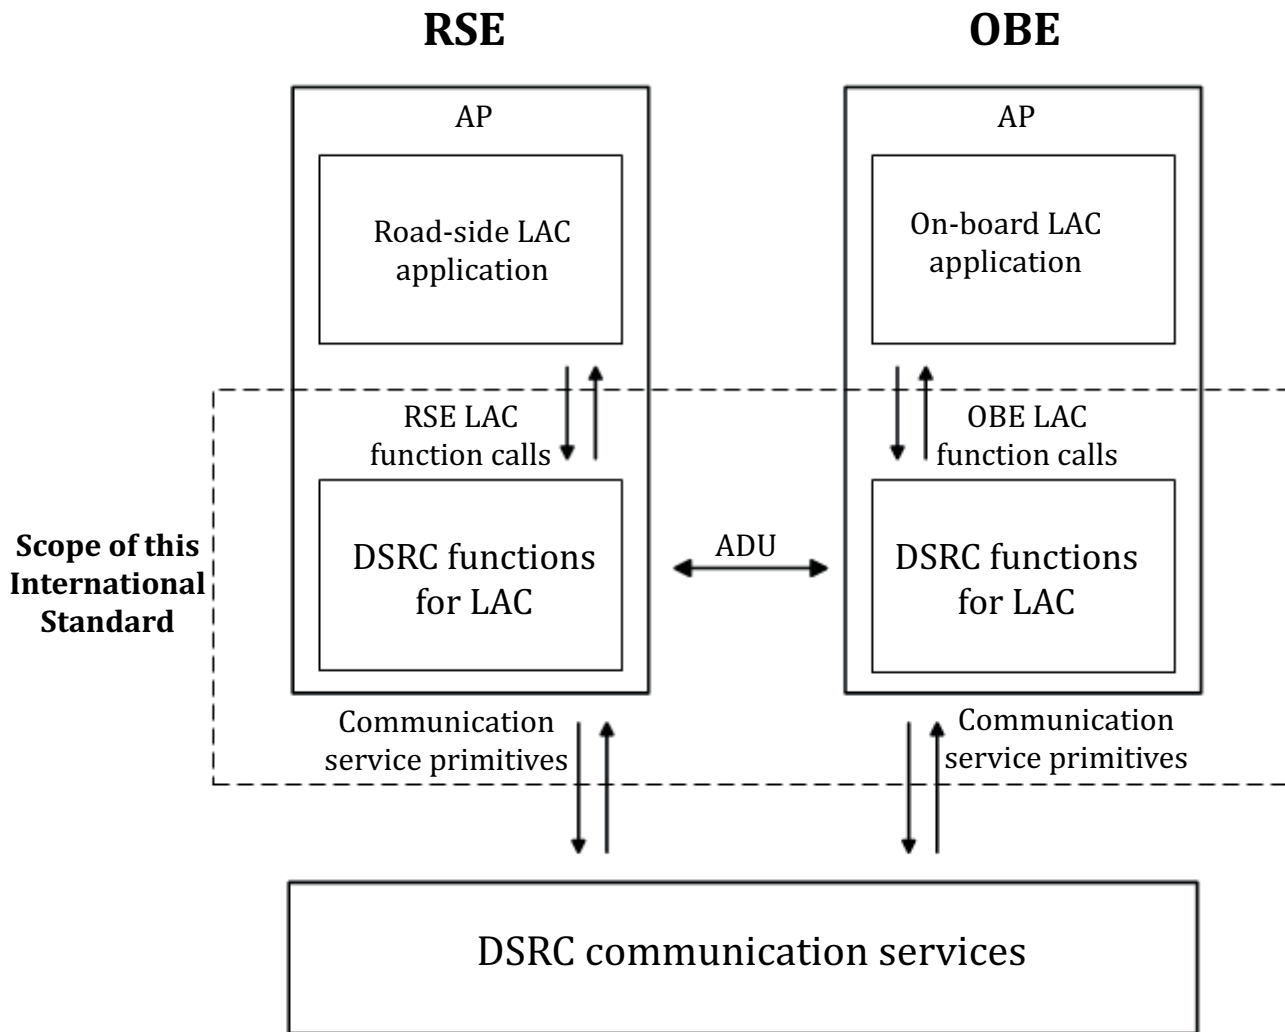 RSE
OBE
AP
AP
Road-side LAC
application
On-board LAC
application
RSE LAC
function calls
OBE LAC
function calls
Scope of this
International
Standard
DSRC functions
for LAC
ADU
DSRC functions
for LAC
Communication
service primitives
Communication
service primitives
DSRC communication services